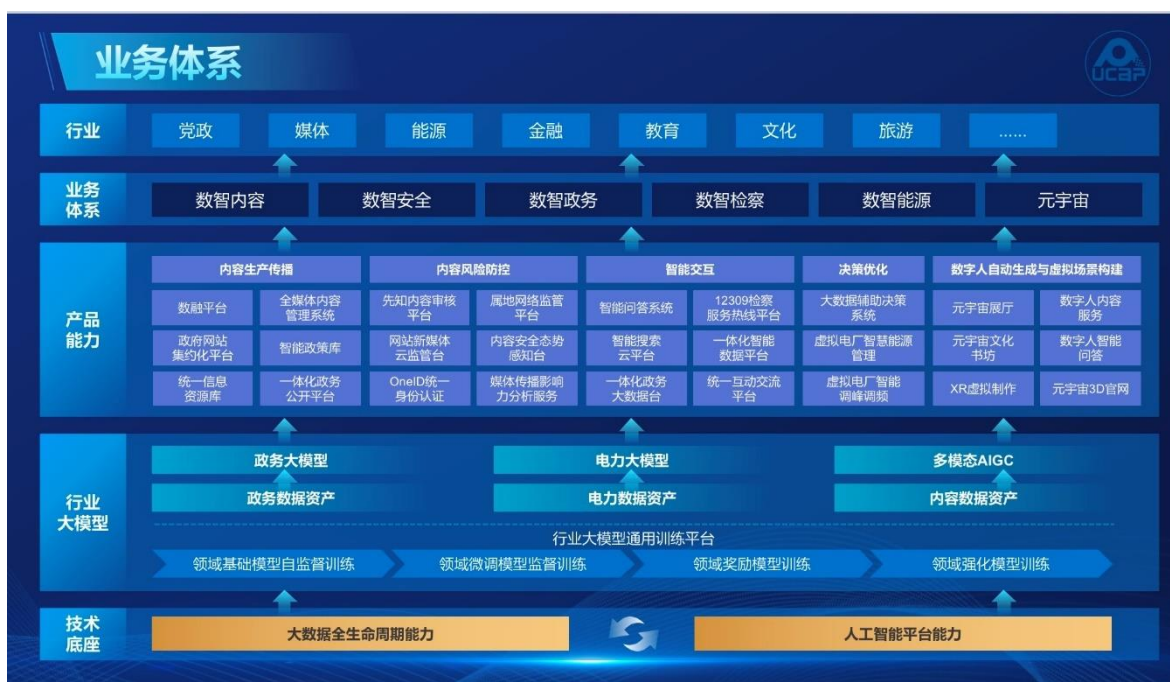 业务体系
UCAP
行业
党政 媒体 能源 金融 教育 文化 旅游 ......
业务
体系
数智内容 数智安全 数智政务 数智检察 数智能源 元宇宙
产品
能力
内容生产传播 内容风险防控 智能交互 决策优化 数字人自动生成与虚拟场景构建
数融平台
全媒体内容
管理系统
先知内容审核
平台
属地网络监管
平台
智能问答系统
12309检察
服务热线平台
大数据辅助决策
系统
元宇宙展厅
数字人内容
服务
政府网站
集约化平台
智能政策库
网站新媒体
云监管台
内容安全态势
感知台
智能搜索
云平台
一体化智能
数据平台
虚拟电厂智慧能源
管理
元宇宙文化
书坊
数字人智能
问答
统一信息
资源库
一体化政务
公开平台
OneID统一
身份认证
媒体传播影响
力分析服务
一体化政务
大数据台
统一互动交流
平台
虚拟电厂智能
调峰调频
XR虚拟制作
元宇宙3D官网
行业
大模型
政务大模型 电力大模型 多模态AIGC
政务数据资产 电力数据资产 内容数据资产
行业大模型通用训练平台
领域基础模型自监督训练 领域微调模型监督训练 领域奖励模型训练 领域强化模型训练
技术
底座
大数据全生命周期能力 人工智能平台能力